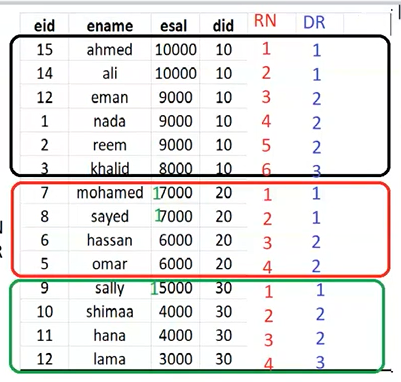 eid ename esal did RN DR
15 ahmed 10000 10 1 1
14 ali 10000 10 2 1
12 eman 9000 10 3 2
1 nada 9000 10 4 2
2 reem 9000 10 5 2
3 khalid 8000 10 6 3
7 mohamed 17000 20 1 1
8 sayed 17000 20 2 1
6 hassan 6000 20 3 2
5 omar 6000 20 4 2
9 sally 15000 30 1 1
10 shimaa 4000 30 2 2
11 hana 4000 30 3 2
12 lama 3000 30 4 3